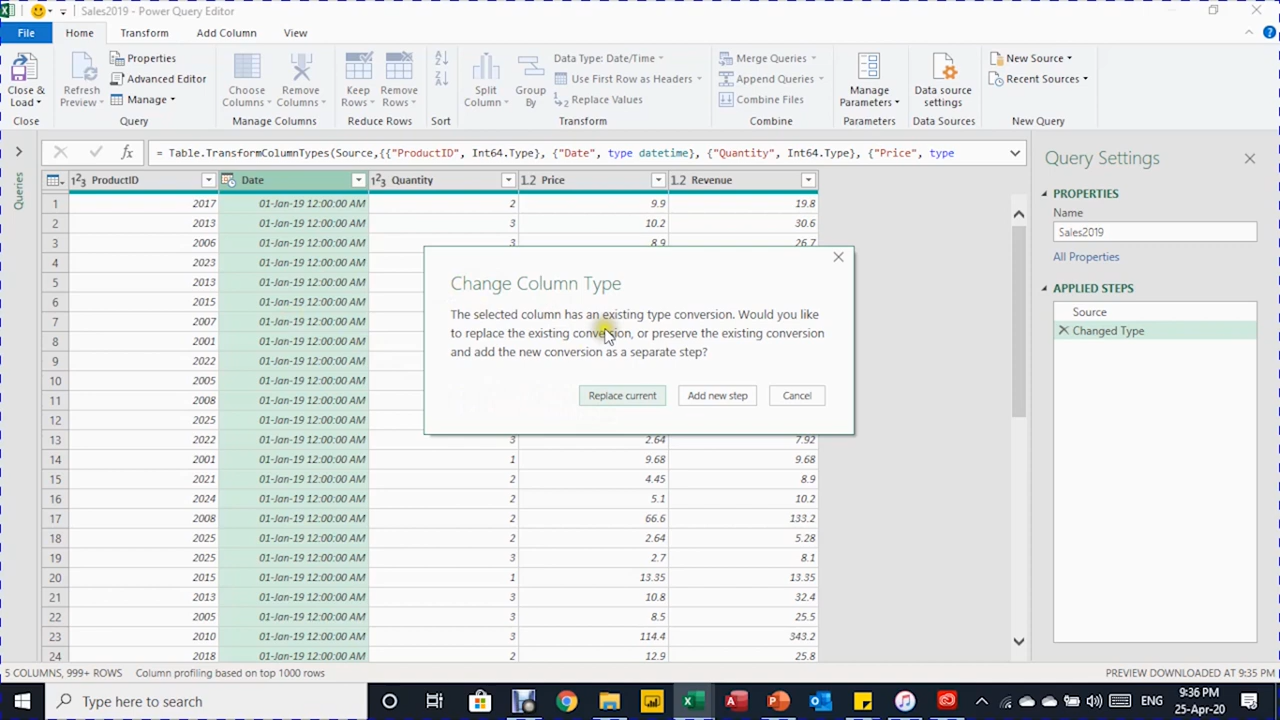 Sales2019 - Power Query Editor
File Home Transform Add Column View
Close & Load
Refresh Preview
Properties
Advanced Editor
Manage
Choose Columns
Remove Columns
Keep Rows
Remove Rows
Split Column
Group By
Data Type: Date/Time
Use First Row as Headers
Replace Values
Merge Queries
Append Queries
Combine Files
Manage Parameters
Data source settings
New Source
Recent Sources
Close Query Manage Columns Reduce Rows Sort Transform Combine Parameters Data Sources New Query
fx = Table.TransformColumnTypes(Source,{{"ProductID", Int64.Type}, {"Date", type datetime}, {"Quantity", Int64.Type}, {"Price", type
Queries
1²3 ProductID Date 1²3 Quantity 1.2 Price 1.2 Revenue
1 2017 01-Jan-19 12:00:00 AM 2 9.9 19.8
2 2013 01-Jan-19 12:00:00 AM 3 10.2 30.6
3 2006 01-Jan-19 12:00:00 AM 3 8.9 26.7
4 2023 01-Jan-19 12:00:00 AM
5 2013 01-Jan-19 12:00:00 AM
6 2015 01-Jan-19 12:00:00 AM
7 2007 01-Jan-19 12:00:00 AM
8 2001 01-Jan-19 12:00:00 AM
9 2022 01-Jan-19 12:00:00 AM
10 2005 01-Jan-19 12:00:00 AM
11 2008 01-Jan-19 12:00:00 AM
12 2025 01-Jan-19 12:00:00 AM
13 2022 01-Jan-19 12:00:00 AM 3 2.64 7.92
14 2001 01-Jan-19 12:00:00 AM 1 9.68 9.68
15 2021 01-Jan-19 12:00:00 AM 2 4.45 8.9
16 2024 01-Jan-19 12:00:00 AM 2 5.1 10.2
17 2008 01-Jan-19 12:00:00 AM 2 66.6 133.2
18 2025 01-Jan-19 12:00:00 AM 2 2.64 5.28
19 2025 01-Jan-19 12:00:00 AM 3 2.7 8.1
20 2015 01-Jan-19 12:00:00 AM 1 13.35 13.35
21 2013 01-Jan-19 12:00:00 AM 3 10.8 32.4
22 2005 01-Jan-19 12:00:00 AM 3 8.5 25.5
23 2010 01-Jan-19 12:00:00 AM 3 114.4 343.2
24 2018 01-Jan-19 12:00:00 AM 2 12.9 25.8
Change Column Type
The selected column has an existing type conversion. Would you like
to replace the existing conversion, or preserve the existing conversion
and add the new conversion as a separate step?
Replace current Add new step Cancel
Query Settings
PROPERTIES
Name
Sales2019
All Properties
APPLIED STEPS
Source
Changed Type
5 COLUMNS, 999+ ROWS Column profiling based on top 1000 rows
PREVIEW DOWNLOADED AT 9:35 PM
Type here to search
ENG
9:36 PM
25-Apr-20